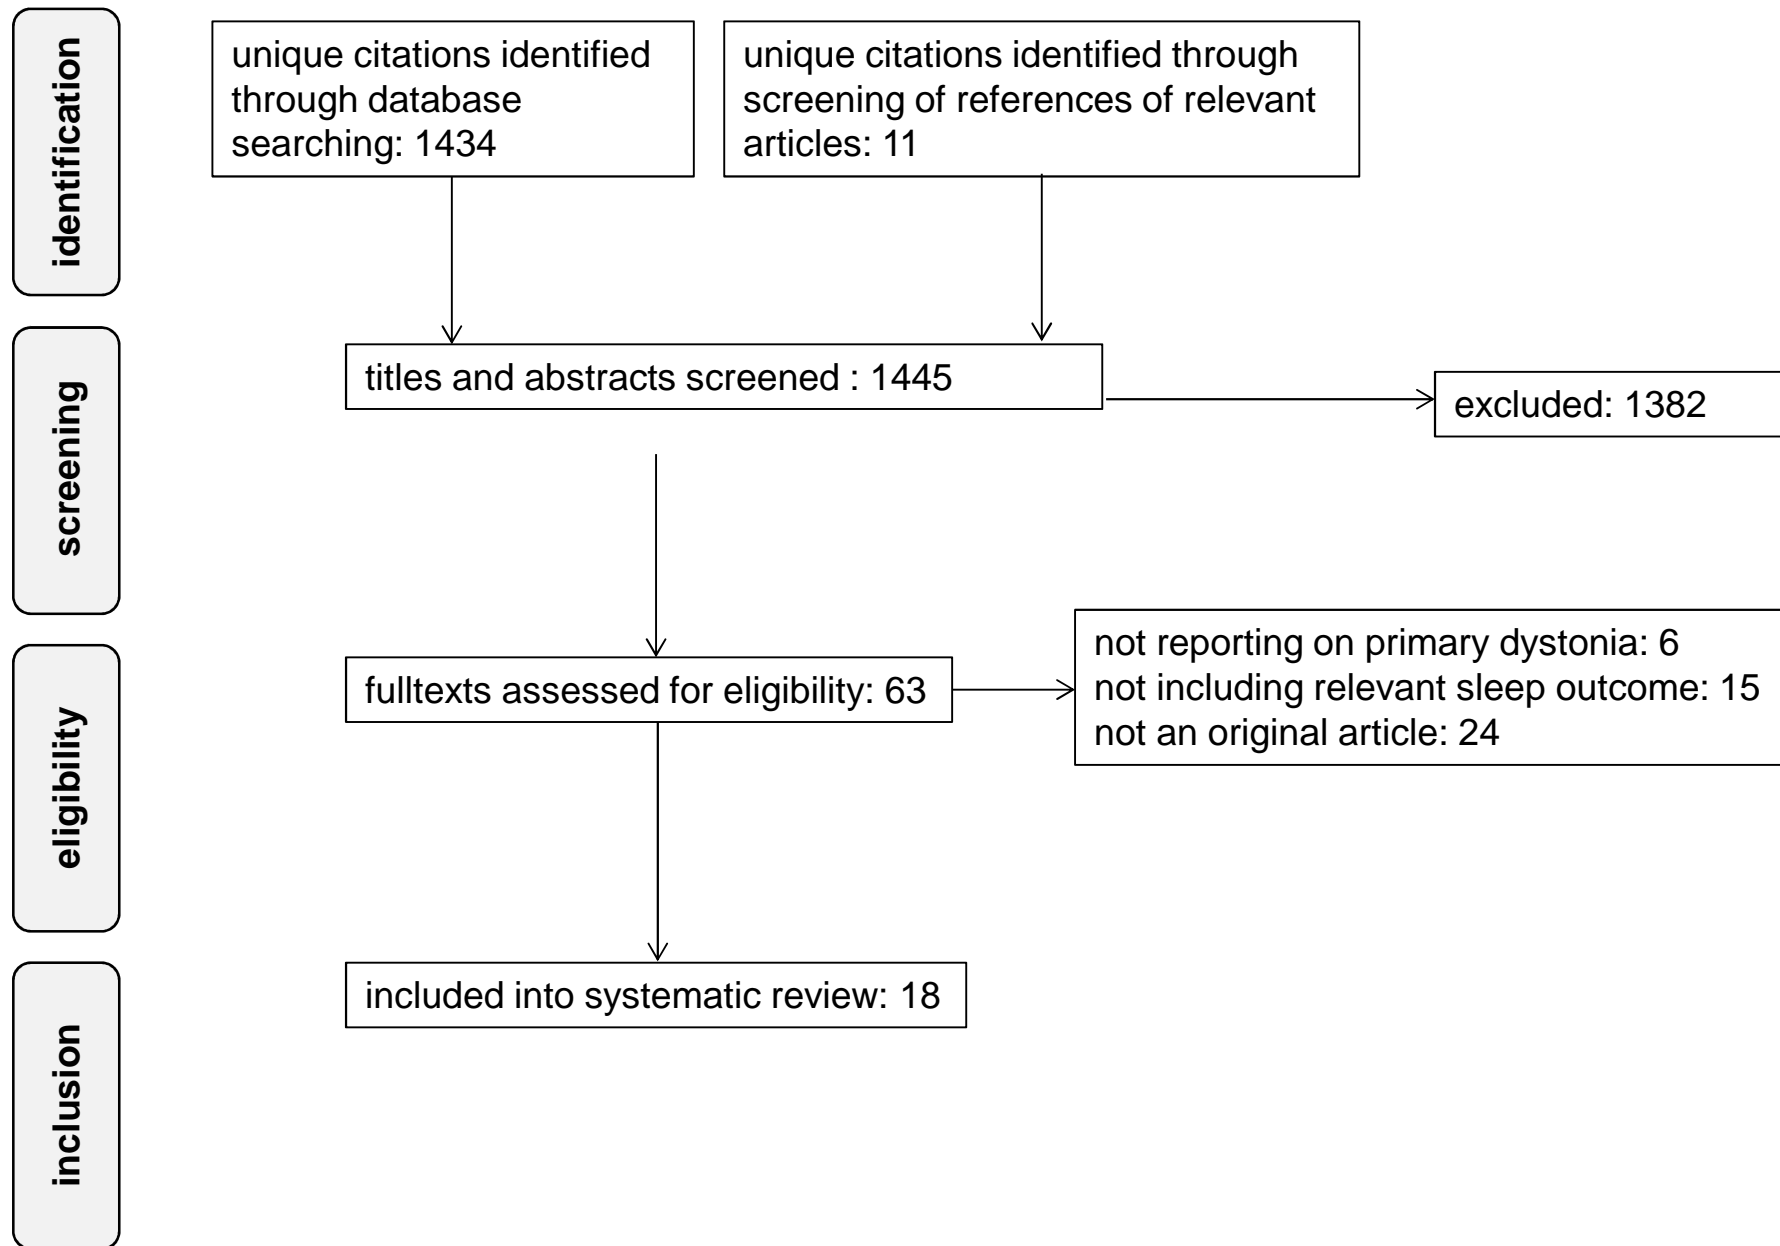 identification
unique citations identified
through database
searching: 1434
unique citations identified through
screening of references of relevant
articles: 11
screening
titles and abstracts screened : 1445
excluded: 1382
eligibility
fulltexts assessed for eligibility: 63
not reporting on primary dystonia: 6
not including relevant sleep outcome: 15
not an original article: 24
inclusion
included into systematic review: 18